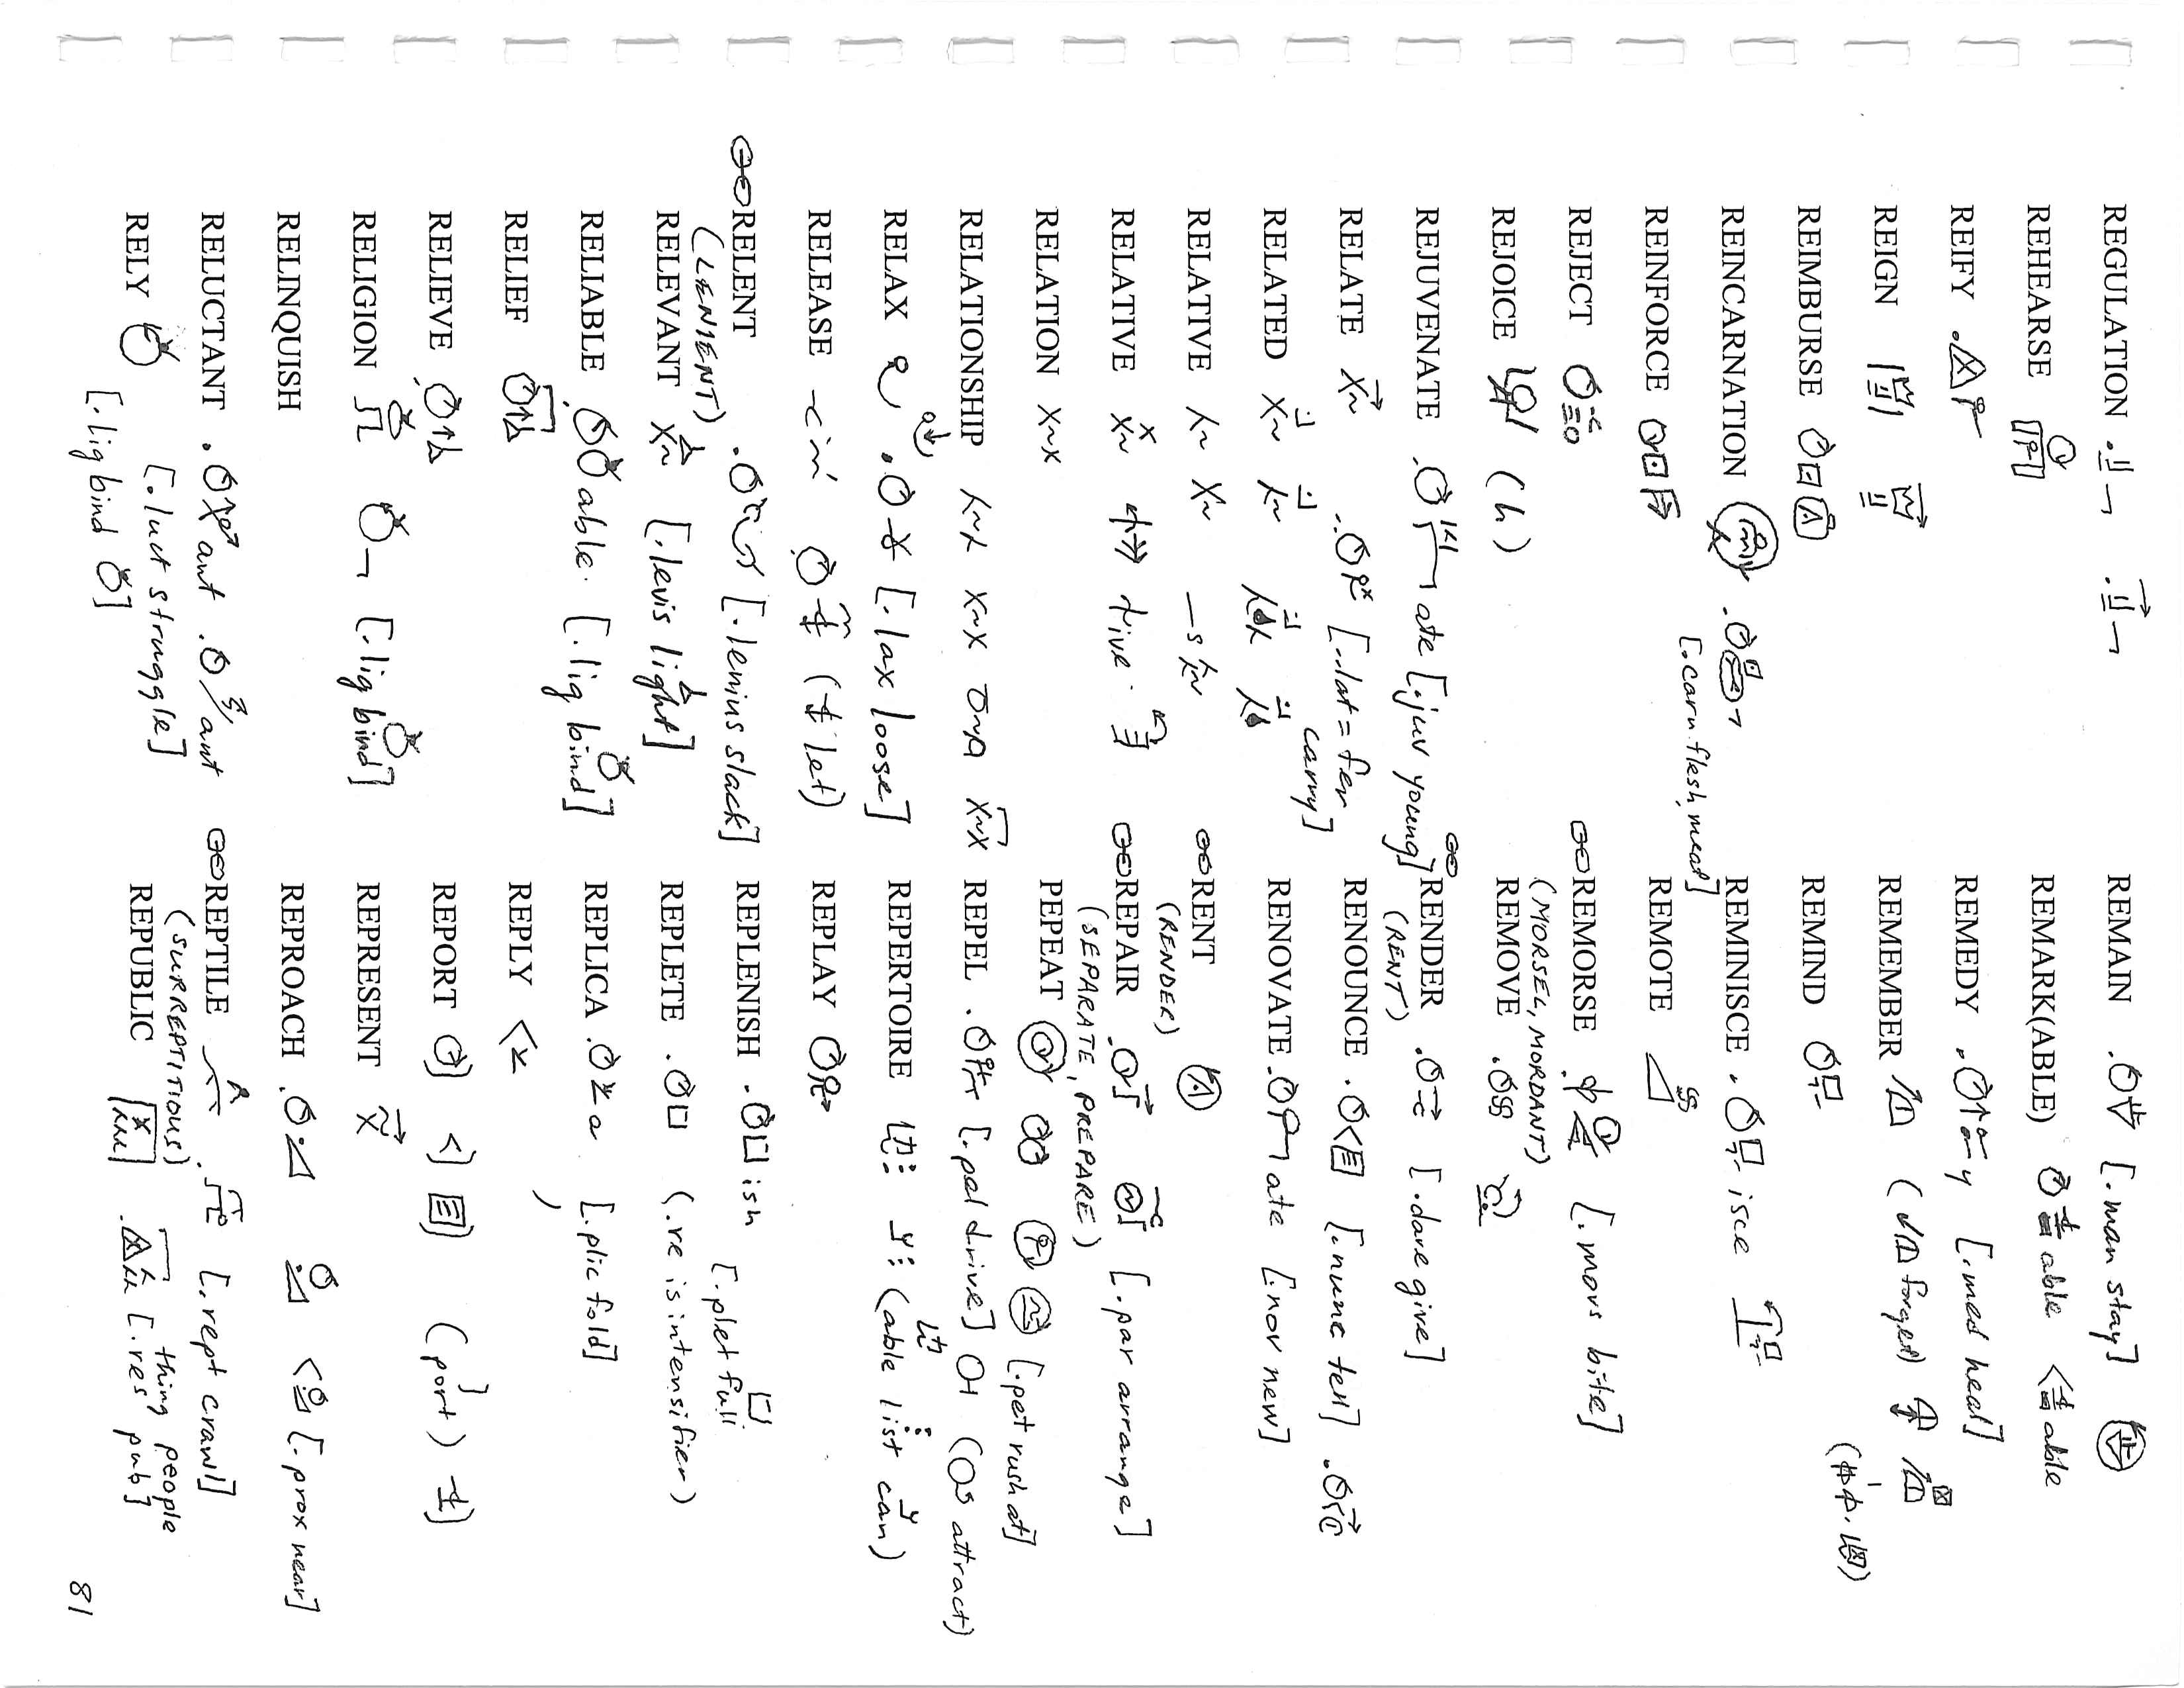 REGULATION
REHEARSE
REIFY
REIGN
REIMBURSE
REINCARNATION
[.carn flesh, meat]
REINFORCE
REJECT
REJOICE (h)
REJUVENATE ate [.juv young]
RELATE [..lat = fer carry]
RELATED
RELATIVE —s
RELATIVE tive.
RELATION
RELATIONSHIP
RELAX [.lax loose]
RELEASE (let)
RELENT [.lenius slack]
(LENIENT)
RELEVANT [.levis light]
RELIABLE able. [.lig bind]
RELIEF
RELIEVE
RELIGION [.lig bind]
RELINQUISH
RELUCTANT ant ant
[.luct struggle]
RELY
[.lig bind]
REMAIN [.man stay]
REMARK(ABLE) able able
REMEDY y [.med heal]
REMEMBER (forget)
REMIND
REMINISCE isce
REMOTE
REMORSE [.mors bite]
(MORSEL, MORDANT)
REMOVE
RENDER [.dare give]
(RENT)
RENOUNCE [.nunc tell]
RENOVATE ate [.nov new]
RENT
(RENDER)
REPAIR [.par arrange]
(SEPARATE, PREPARE)
PEPEAT [.pet rush at]
REPEL [.pel drive] (attract)
REPERTOIRE (able list can)
REPLAY
REPLENISH ish [.plet full]
REPLETE (.re is intensifier)
REPLICA a [.plic fold]
REPLY
REPORT (port)
REPRESENT
REPROACH [.prox near]
REPTILE [.rept crawl]
(SURREPTITIOUS)
REPUBLIC [.res thing pub people]
81